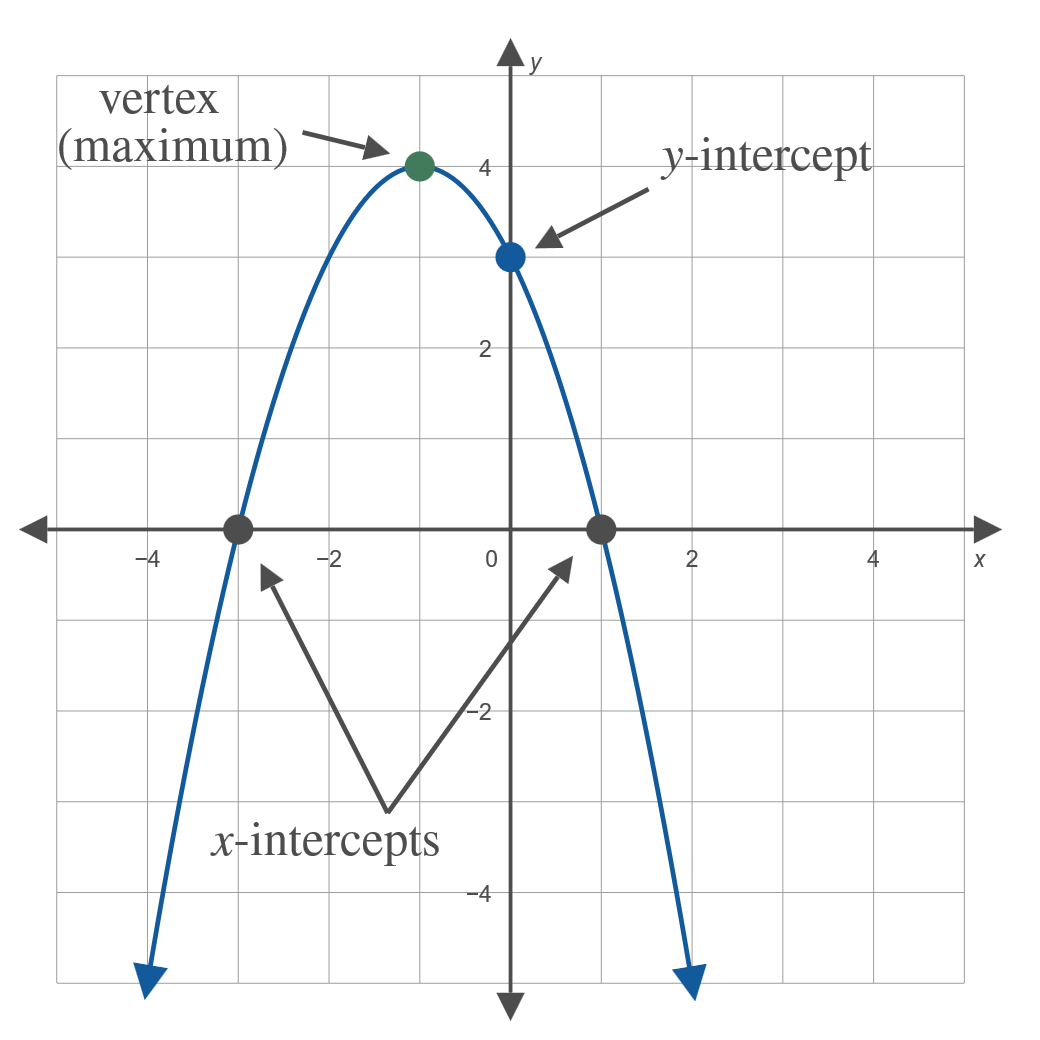 y
vertex
(maximum)
y-intercept
4
2
−4
−2
0
2
4
x
−2
x-intercepts
−4